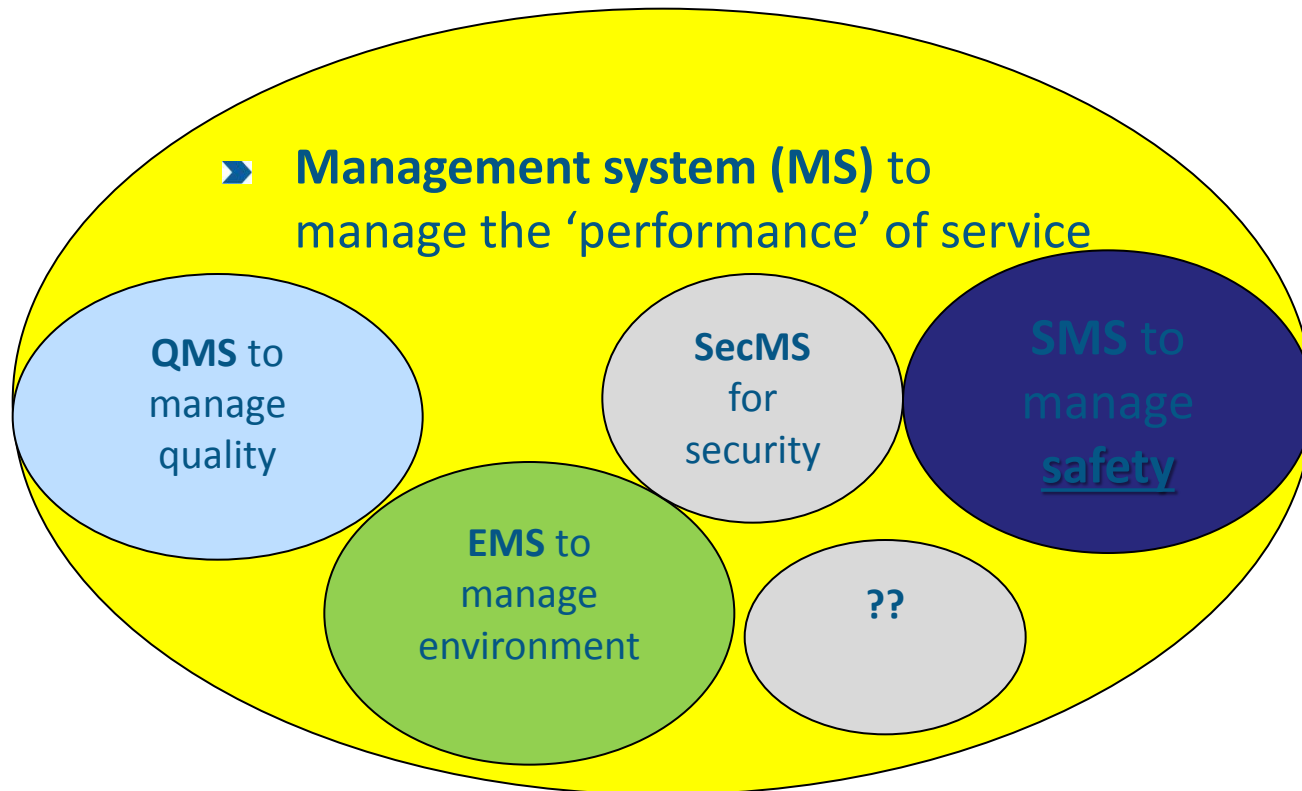 Management system (MS) to
manage the ‘performance’ of service
QMS to
manage
quality
SecMS
for
security
SMS to
manage
safety
EMS to
manage
environment
??